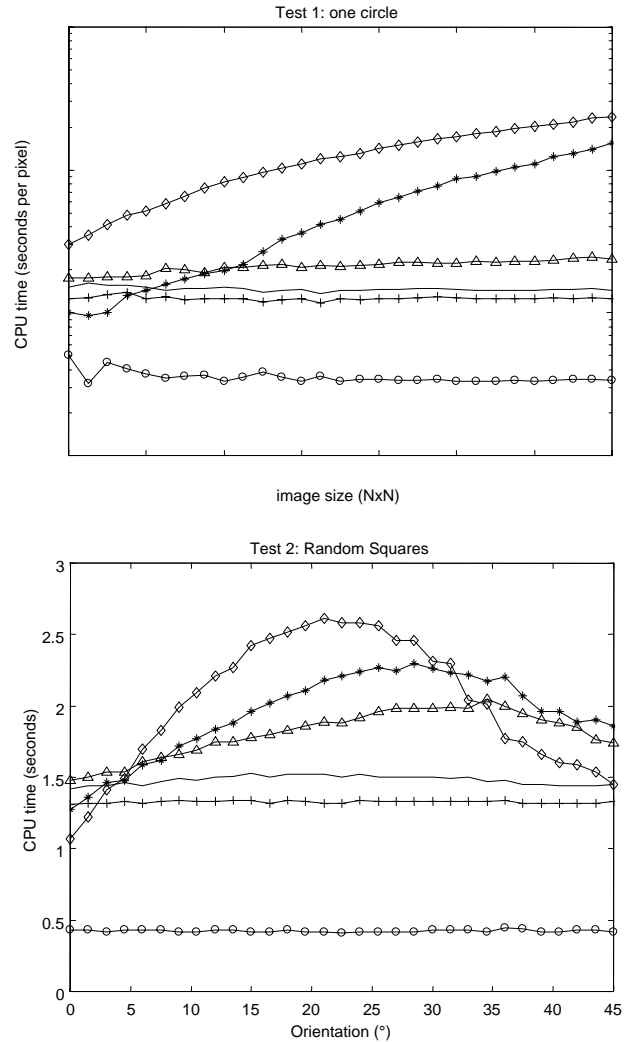 Test 1: one circle
CPU time (seconds per pixel)
image size (NxN)
Test 2: Random Squares
3
2.5
2
1.5
1
0.5
0
CPU time (seconds)
0 5 10 15 20 25 30 35 40 45
Orientation (°)